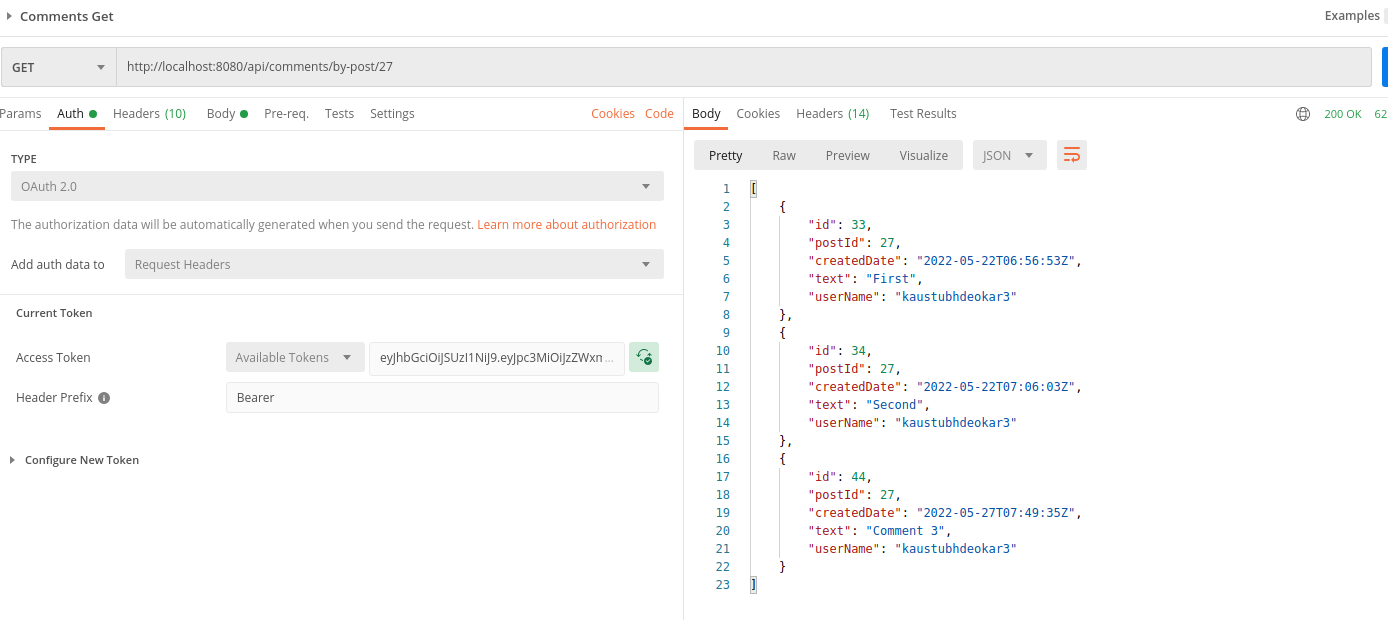 Comments Get
Examples
GET
http://localhost:8080/api/comments/by-post/27
Params Auth Headers (10) Body Pre-req. Tests Settings Cookies Code
TYPE
OAuth 2.0
The authorization data will be automatically generated when you send the request. Learn more about authorization
Add auth data to Request Headers
Current Token
Access Token Available Tokens eyJhbGciOiJSUzI1NiJ9.eyJpc3MiOiJzZWxn...
Header Prefix Bearer
Configure New Token
Body Cookies Headers (14) Test Results 200 OK 62
Pretty Raw Preview Visualize JSON
1 [
2 {
3 "id": 33,
4 "postId": 27,
5 "createdDate": "2022-05-22T06:56:53Z",
6 "text": "First",
7 "userName": "kaustubhdeokar3"
8 },
9 {
10 "id": 34,
11 "postId": 27,
12 "createdDate": "2022-05-22T07:06:03Z",
13 "text": "Second",
14 "userName": "kaustubhdeokar3"
15 },
16 {
17 "id": 44,
18 "postId": 27,
19 "createdDate": "2022-05-27T07:49:35Z",
20 "text": "Comment 3",
21 "userName": "kaustubhdeokar3"
22 }
23 ]